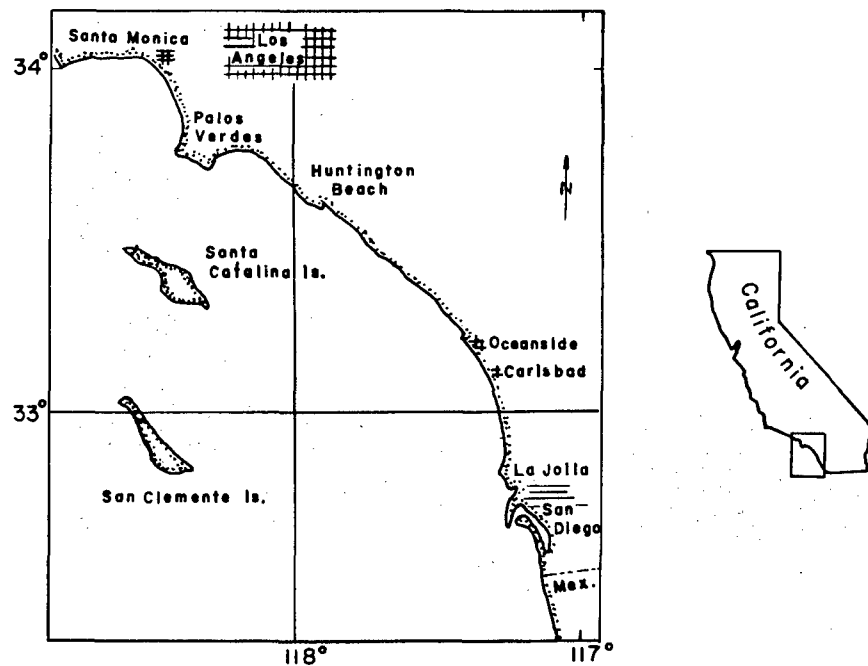 Santa Monica
Los
Angeles
34°
Palos
Verdes
Huntington
Beach
N
Santa
Catalina Is.
Oceanside
Carlsbad
33°
La Jolla
San Clemente Is.
San
Diego
Mex.
118°
117°
California